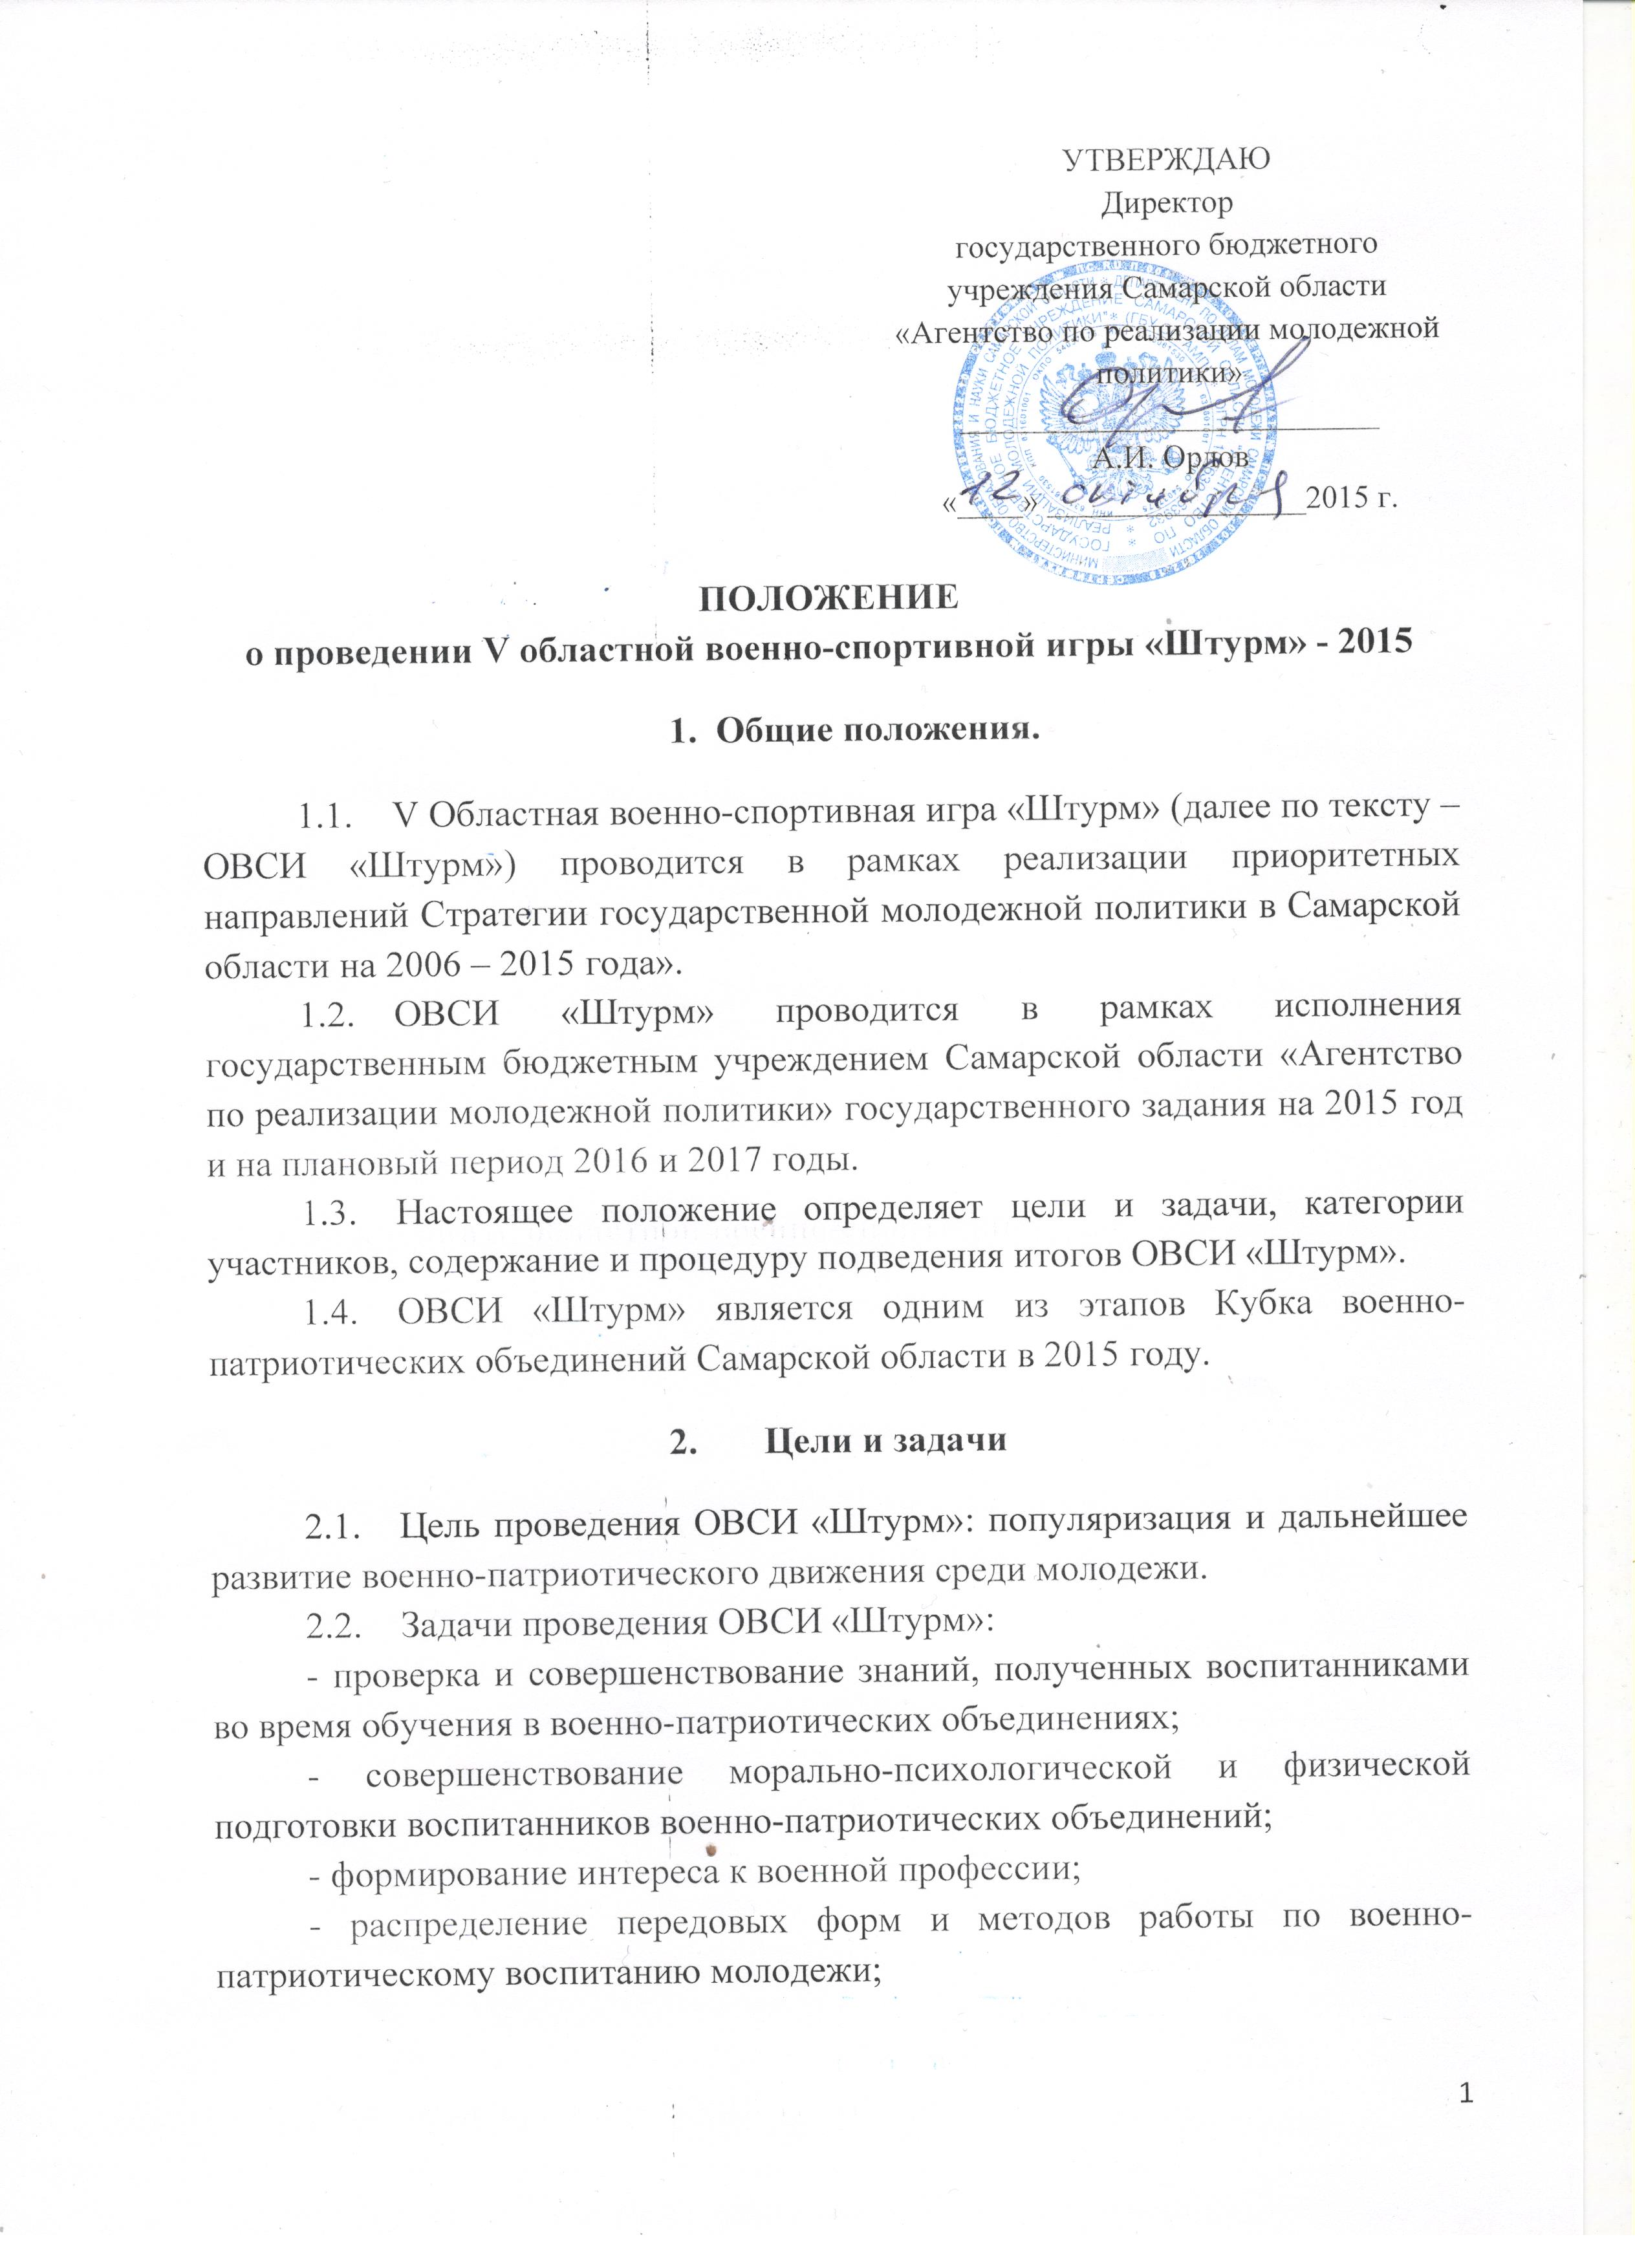 УТВЕРЖДАЮ
Директор
государственного бюджетного
учреждения Самарской области
«Агентство по реализации молодежной
политики»
А.И. Орлов
«12» октября 2015 г.
ПОЛОЖЕНИЕ
о проведении V областной военно-спортивной игры «Штурм» - 2015
1. Общие положения.
1.1. V Областная военно-спортивная игра «Штурм» (далее по тексту –
ОВСИ «Штурм») проводится в рамках реализации приоритетных
направлений Стратегии государственной молодежной политики в Самарской
области на 2006 – 2015 года».
1.2. ОВСИ «Штурм» проводится в рамках исполнения
государственным бюджетным учреждением Самарской области «Агентство
по реализации молодежной политики» государственного задания на 2015 год
и на плановый период 2016 и 2017 годы.
1.3. Настоящее положение определяет цели и задачи, категории
участников, содержание и процедуру подведения итогов ОВСИ «Штурм».
1.4. ОВСИ «Штурм» является одним из этапов Кубка военно-
патриотических объединений Самарской области в 2015 году.
2. Цели и задачи
2.1. Цель проведения ОВСИ «Штурм»: популяризация и дальнейшее
развитие военно-патриотического движения среди молодежи.
2.2. Задачи проведения ОВСИ «Штурм»:
- проверка и совершенствование знаний, полученных воспитанниками
во время обучения в военно-патриотических объединениях;
- совершенствование морально-психологической и физической
подготовки воспитанников военно-патриотических объединений;
- формирование интереса к военной профессии;
- распределение передовых форм и методов работы по военно-
патриотическому воспитанию молодежи;
1